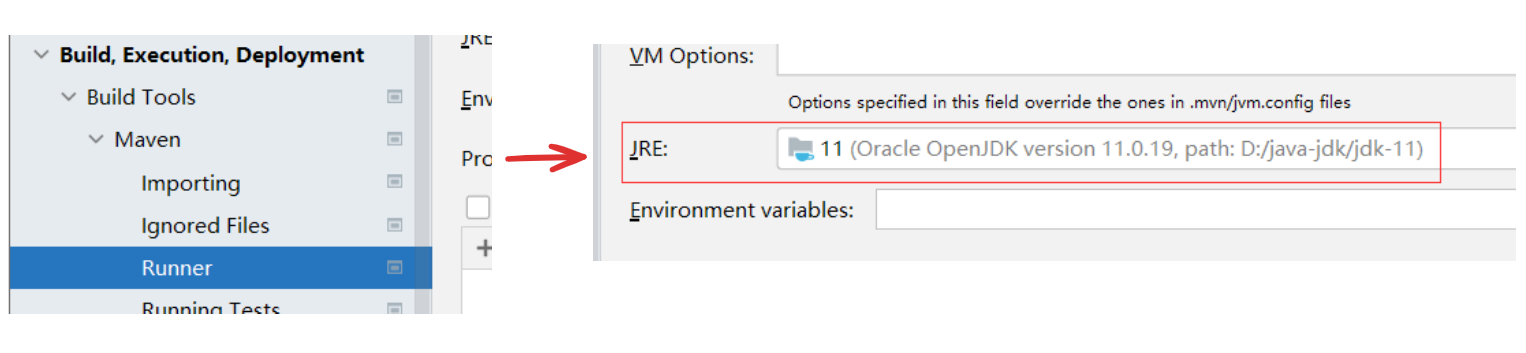 Build, Execution, Deployment
Build Tools
Maven
Importing
Ignored Files
Runner
Running Tests
JRE
Env
Pro
+
VM Options:
Options specified in this field override the ones in .mvn/jvm.config files
JRE:
11 (Oracle OpenJDK version 11.0.19, path: D:/java-jdk/jdk-11)
Environment variables: